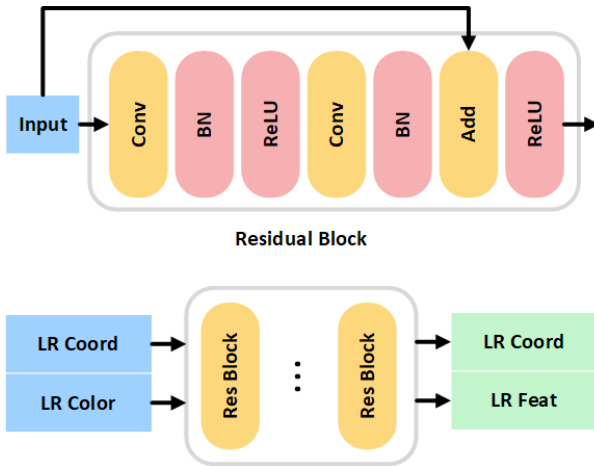 Input
Conv
BN
ReLU
Conv
BN
Add
ReLU
Residual Block
LR Coord
LR Color
Res Block
...
Res Block
LR Coord
LR Feat